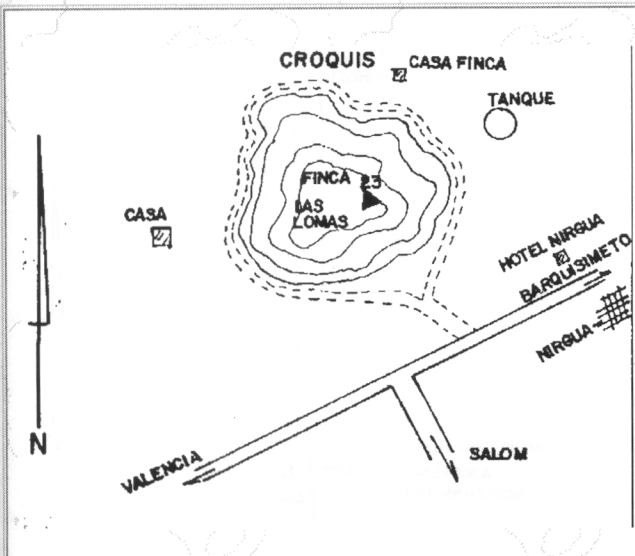 CROQUIS
CASA FINCA
TANQUE
FINCA
23
LAS
LOMAS
CASA
HOTEL NIRGUA
BARQUISIMETO
NIRGUA
SALOM
VALENCIA
N